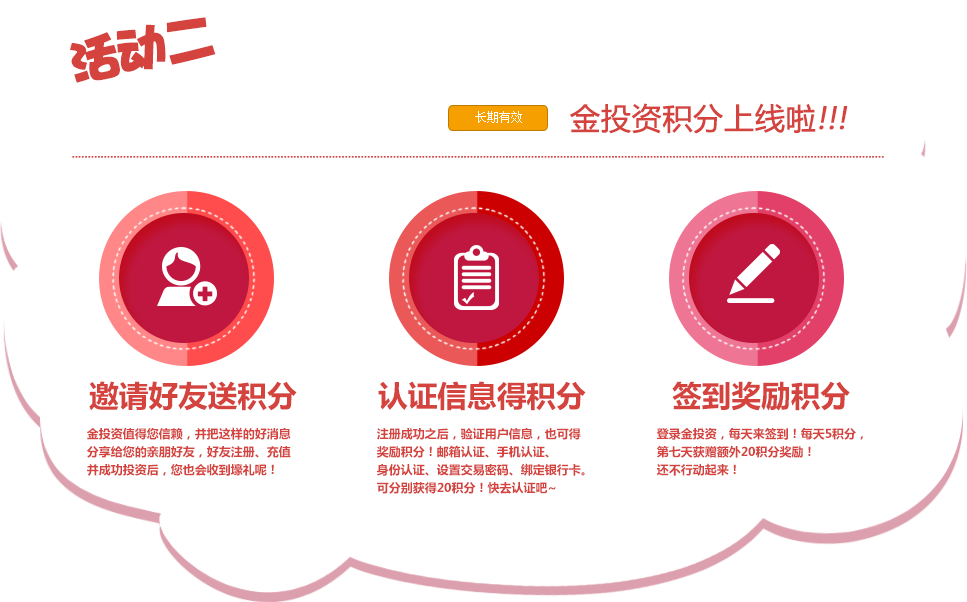 活动二
长期有效
金投资积分上线啦!!!
邀请好友送积分
金投资值得您信赖，并把这样的好消息
分享给您的亲朋好友，好友注册、充值
并成功投资后，您也会收到壕礼呢！
认证信息得积分
注册成功之后，验证用户信息，也可得
奖励积分！邮箱认证、手机认证、
身份认证、设置交易密码、绑定银行卡。
可分别获得20积分！快去认证吧~
签到奖励积分
登录金投资，每天来签到！每天5积分，
第七天获赠额外20积分奖励！
还不行动起来！